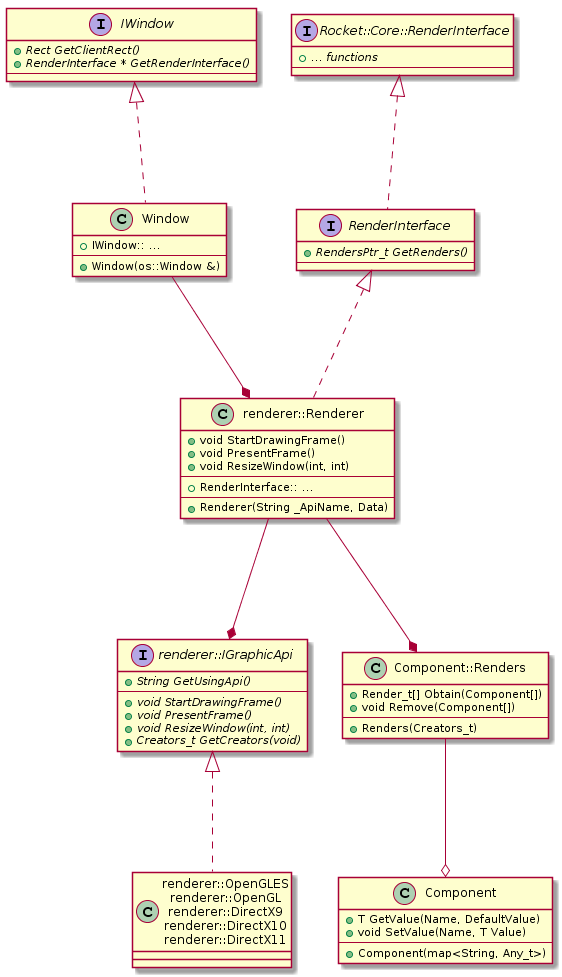 I IWindow
Rect GetClientRect()
RenderInterface * GetRenderInterface()
I Rocket::Core::RenderInterface
... functions
C Window
IWindow:: ...
Window(os::Window &)
I RenderInterface
RendersPtr_t GetRenders()
C renderer::Renderer
void StartDrawingFrame()
void PresentFrame()
void ResizeWindow(int, int)
RenderInterface:: ...
Renderer(String _ApiName, Data)
I renderer::IGraphicApi
String GetUsingApi()
void StartDrawingFrame()
void PresentFrame()
void ResizeWindow(int, int)
Creators_t GetCreators(void)
C Component::Renders
Render_t[] Obtain(Component[])
void Remove(Component[])
Renders(Creators_t)
renderer::OpenGLES
renderer::OpenGL
C renderer::DirectX9
renderer::DirectX10
renderer::DirectX11
C Component
T GetValue(Name, DefaultValue)
void SetValue(Name, T Value)
Component(map<String, Any_t>)